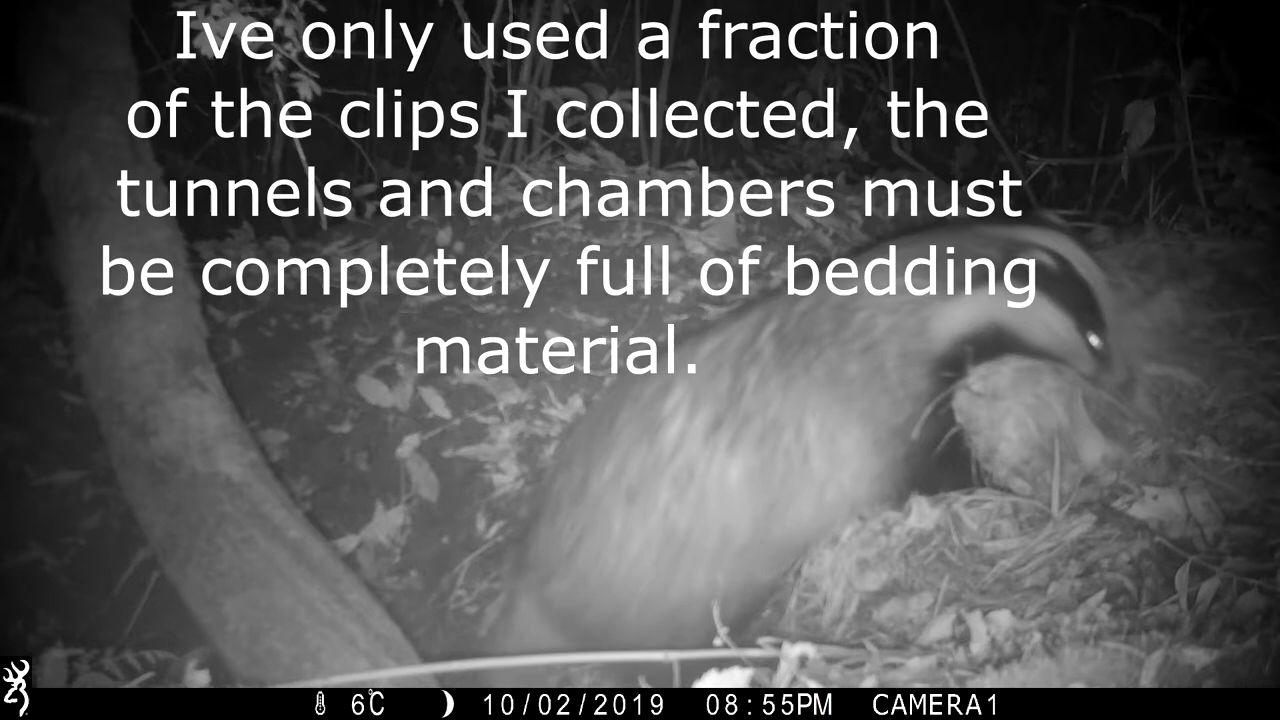 Ive only used a fraction
of the clips I collected, the
tunnels and chambers must
be completely full of bedding
material.
6°C 10/02/2019 08:55PM CAMERA1